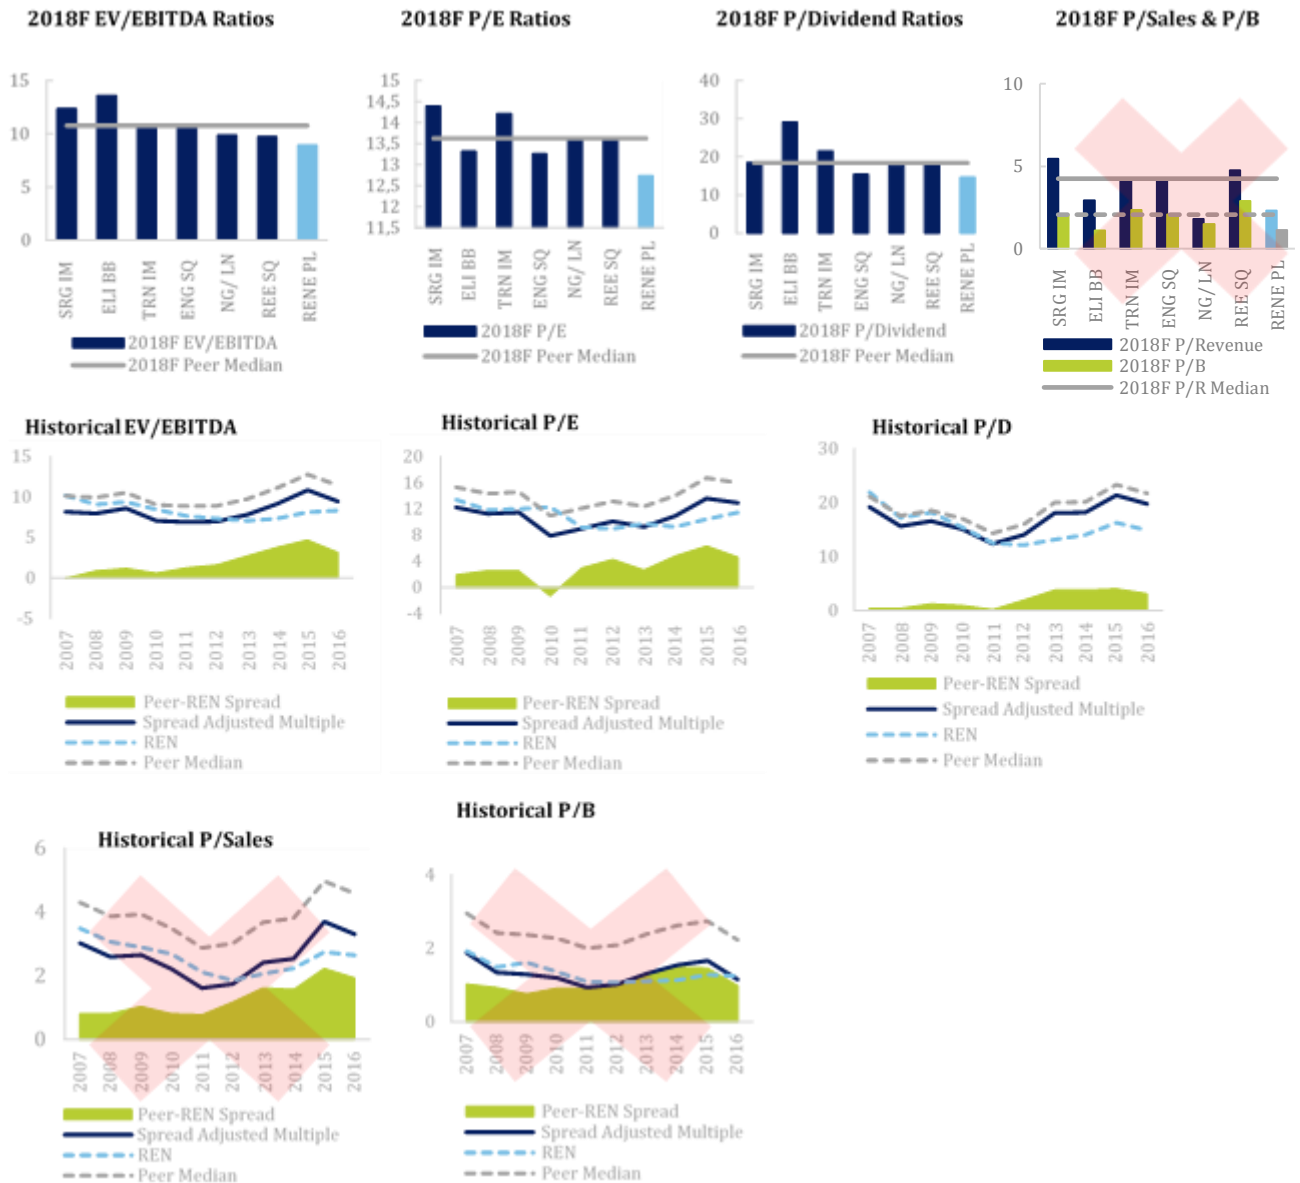 2018F EV/EBITDA Ratios
15
10
5
0
SRG IM
ELI BB
TRN IM
ENG SQ
NG/ LN
REE SQ
RENE PL
2018F EV/EBITDA
2018F Peer Median
2018F P/E Ratios
15
14,5
14
13,5
13
12,5
12
11,5
SRG IM
ELI BB
TRN IM
ENG SQ
NG/ LN
REE SQ
RENE PL
2018F P/E
2018F Peer Median
2018F P/Dividend Ratios
40
30
20
10
0
SRG IM
ELI BB
TRN IM
ENG SQ
NG/ LN
REE SQ
RENE PL
2018F P/Dividend
2018F Peer Median
2018F P/Sales & P/B
10
5
0
SRG IM
ELI BB
TRN IM
ENG SQ
NG/ LN
REE SQ
RENE PL
2018F P/Revenue
2018F P/B
2018F P/R Median
Historical EV/EBITDA
15
10
5
0
-5
2007
2008
2009
2010
2011
2012
2013
2014
2015
2016
Peer-REN Spread
Spread Adjusted Multiple
REN
Peer Median
Historical P/E
20
16
12
8
4
0
-4
2007
2008
2009
2010
2011
2012
2013
2014
2015
2016
Peer-REN Spread
Spread Adjusted Multiple
REN
Peer Median
Historical P/D
30
20
10
0
2007
2008
2009
2010
2011
2012
2013
2014
2015
2016
Peer-REN Spread
Spread Adjusted Multiple
REN
Peer Median
Historical P/Sales
6
4
2
0
2007
2008
2009
2010
2011
2012
2013
2014
2015
2016
Peer-REN Spread
Spread Adjusted Multiple
REN
Peer Median
Historical P/B
4
2
0
2007
2008
2009
2010
2011
2012
2013
2014
2015
2016
Peer-REN Spread
Spread Adjusted Multiple
REN
Peer Median